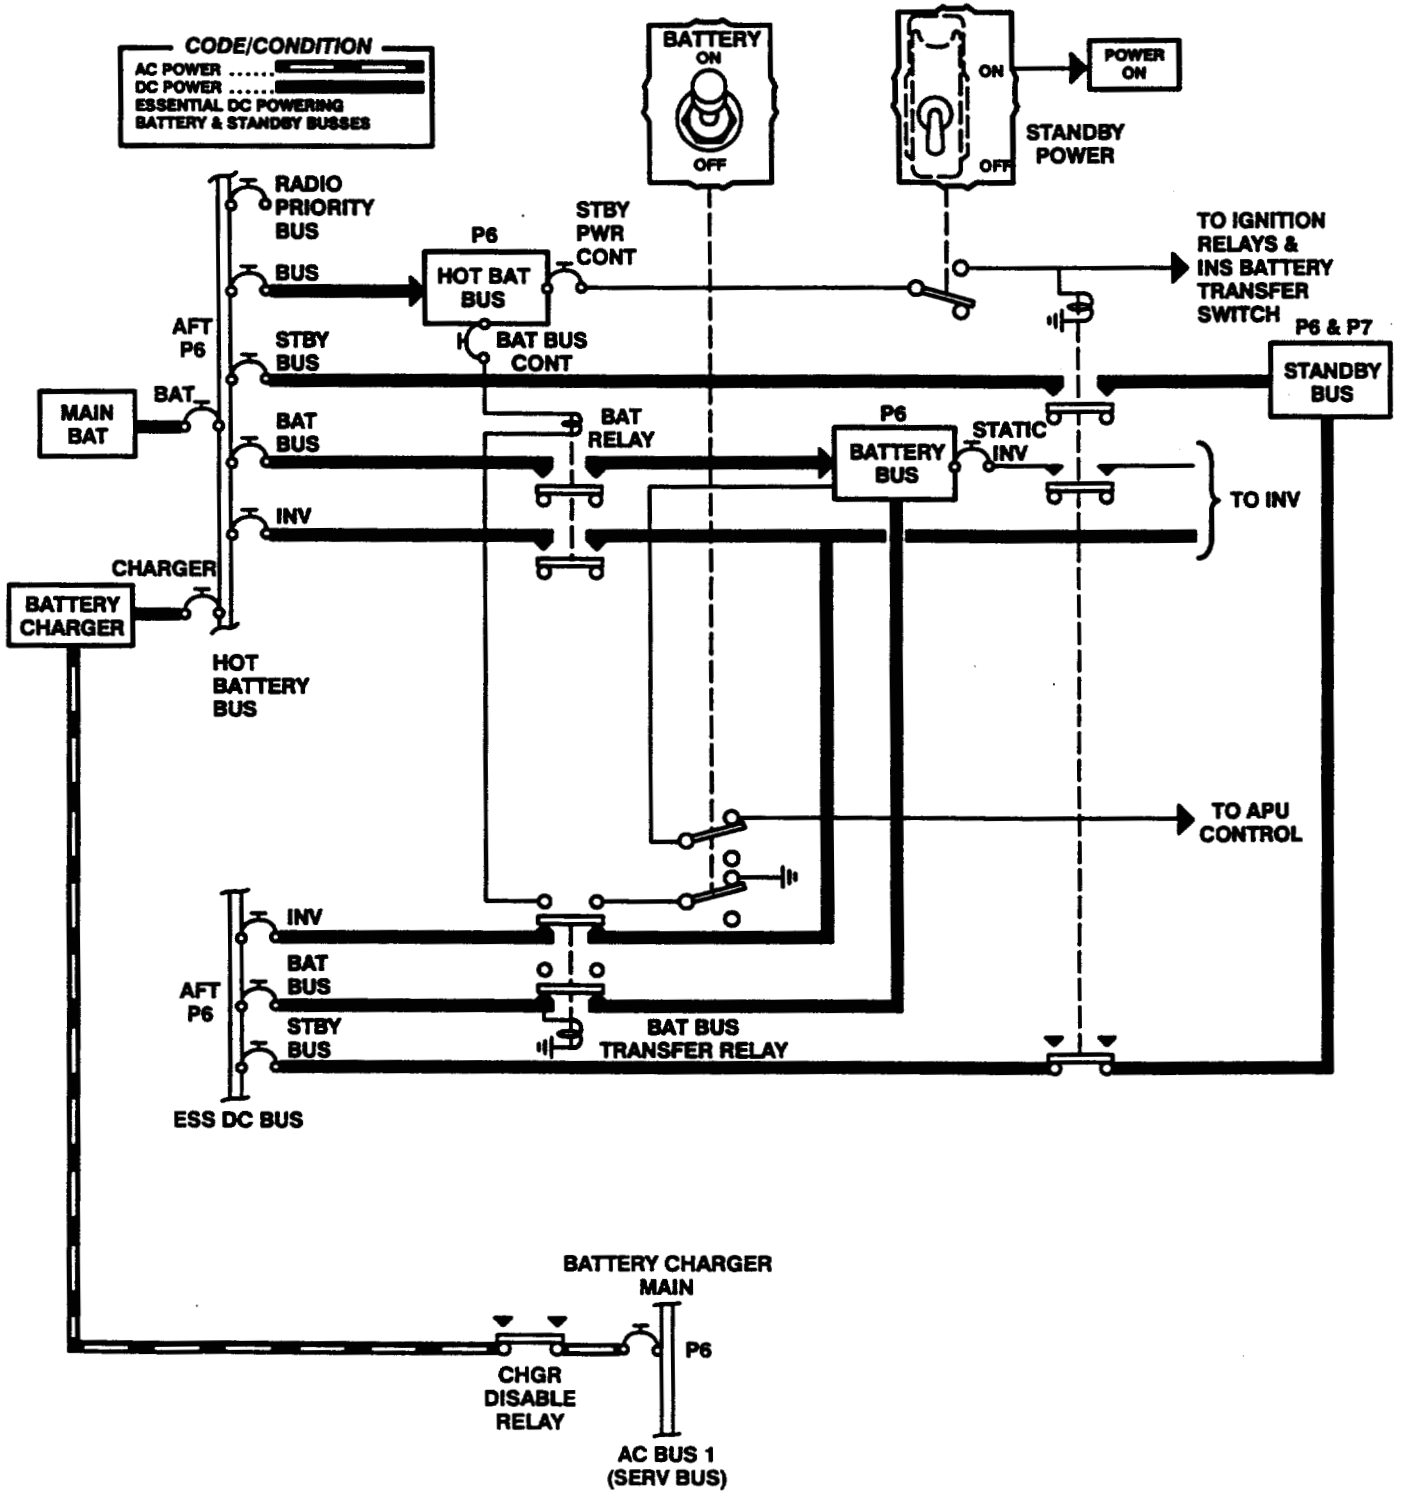 CODE/CONDITION
AC POWER ......
DC POWER ......
ESSENTIAL DC POWERING
BATTERY & STANDBY BUSSES
BATTERY
ON
OFF
ON
OFF
POWER
ON
STANDBY
POWER
RADIO
PRIORITY
BUS
BUS
P6
HOT BAT
BUS
STBY
PWR
CONT
TO IGNITION
RELAYS &
INS BATTERY
TRANSFER
SWITCH
AFT
P6
STBY
BUS
BAT BUS
CONT
P6 & P7
STANDBY
BUS
MAIN
BAT
BAT
BAT
BUS
BAT
RELAY
P6
BATTERY
BUS
STATIC
INV
TO INV
INV
CHARGER
BATTERY
CHARGER
HOT
BATTERY
BUS
TO APU
CONTROL
INV
BAT
BUS
AFT
P6
STBY
BUS
BAT BUS
TRANSFER RELAY
ESS DC BUS
BATTERY CHARGER
MAIN
P6
CHGR
DISABLE
RELAY
AC BUS 1
(SERV BUS)